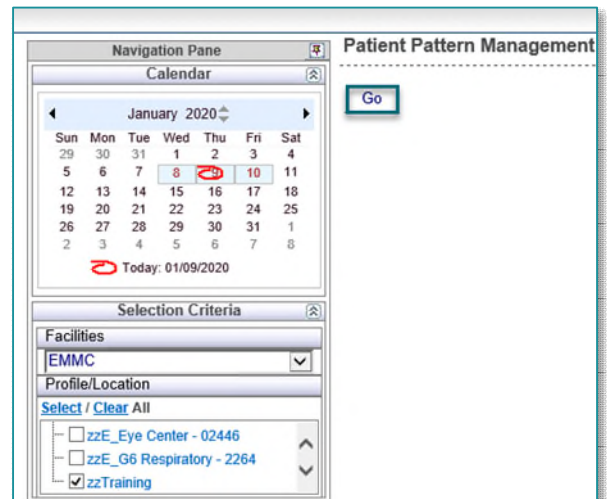 Navigation Pane
Calendar
January 2020
Sun Mon Tue Wed Thu Fri Sat
29 30 31 1 2 3 4
5 6 7 8 9 10 11
12 13 14 15 16 17 18
19 20 21 22 23 24 25
26 27 28 29 30 31 1
2 3 4 5 6 7 8
Today: 01/09/2020
Selection Criteria
Facilities
EMMC
Profile/Location
Select / Clear All
zzE_Eye Center - 02446
zzE_G6 Respiratory - 2264
zzTraining
Patient Pattern Management
Go